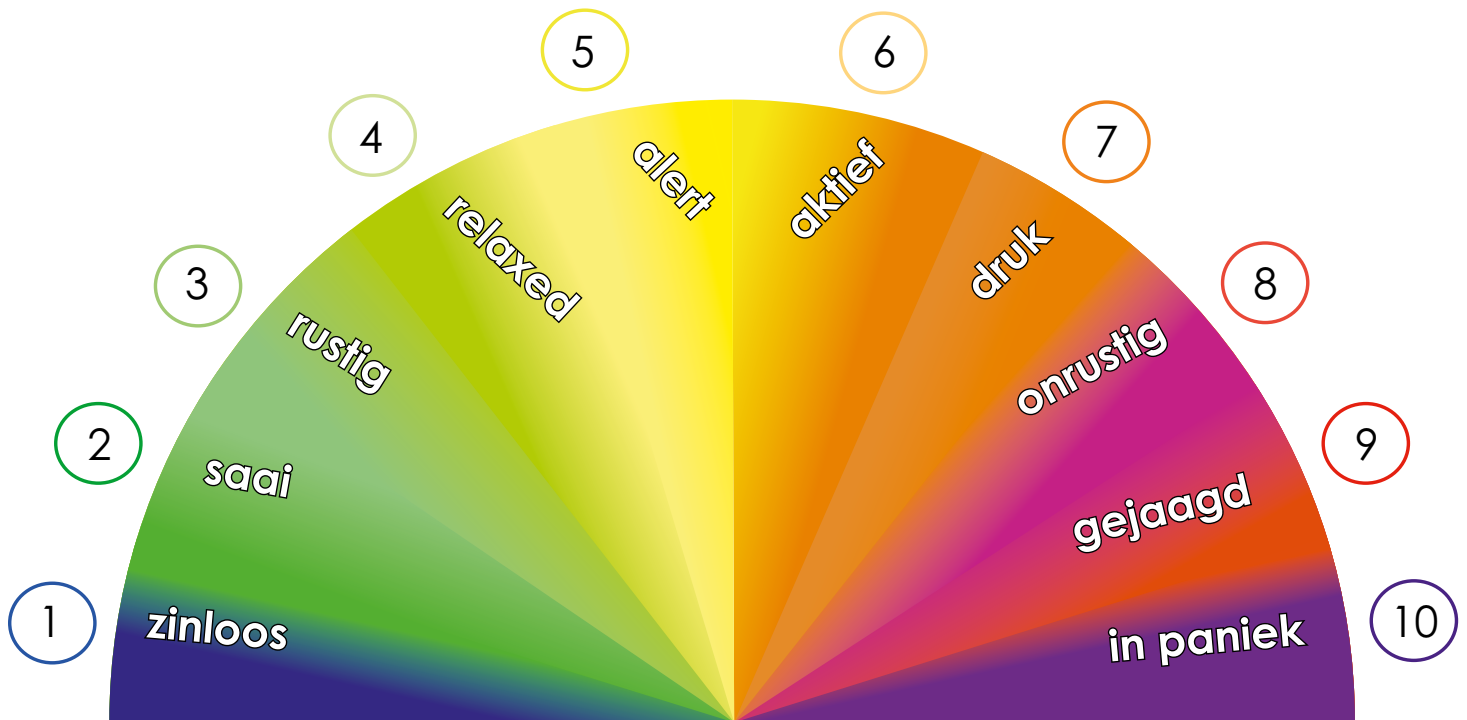 1
zinloos
2
saai
3
rustig
4
relaxed
5
alert
6
aktief
7
druk
8
onrustig
9
gejaagd
10
in paniek